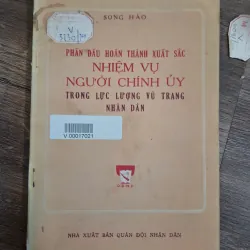 SONG HÀO
PHẤN ĐẤU HOÀN THÀNH XUẤT SẮC
NHIỆM VỤ
NGƯỜI CHÍNH ỦY
TRONG LỰC LƯỢNG VŨ TRANG
NHÂN DÂN
V.00017021
NHÀ XUẤT BẢN QUÂN ĐỘI NHÂN DÂN